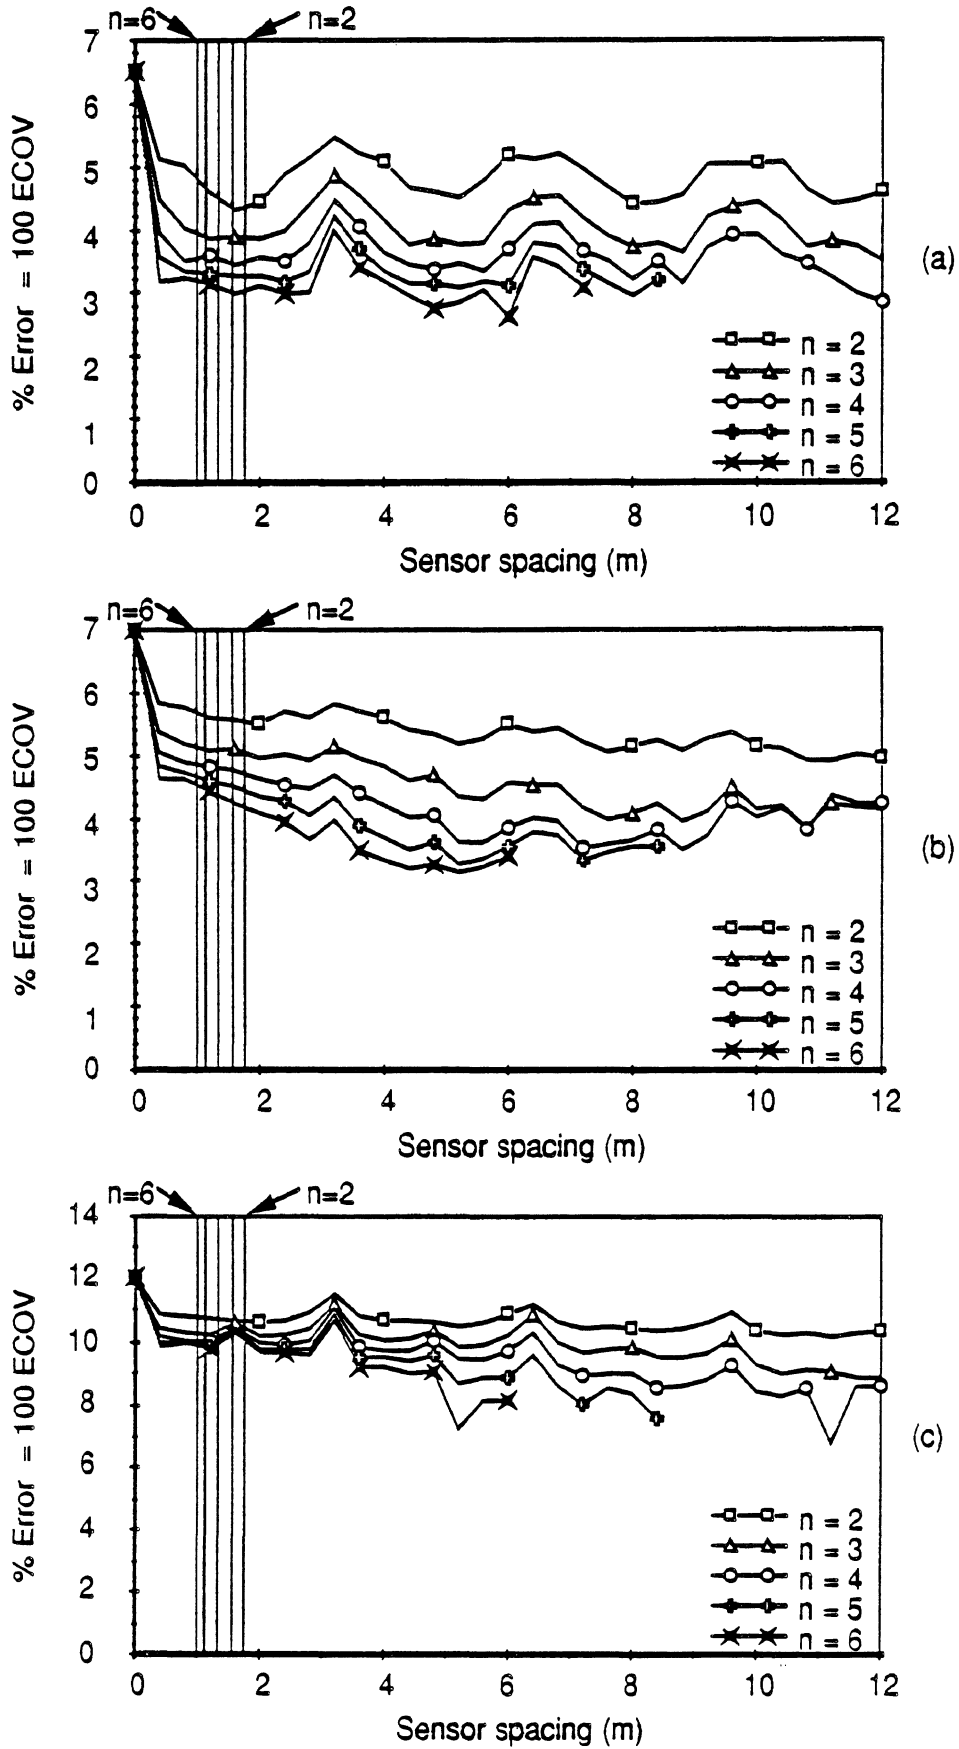 n=6 n=2
7
6
5
4
3
2
1
0
% Error = 100 ECOV
n = 2
n = 3
n = 4
n = 5
n = 6
(a)
0 2 4 6 8 10 12
Sensor spacing (m)
n=6 n=2
7
6
5
4
3
2
1
0
% Error = 100 ECOV
n = 2
n = 3
n = 4
n = 5
n = 6
(b)
0 2 4 6 8 10 12
Sensor spacing (m)
n=6 n=2
14
12
10
8
6
4
2
0
% Error = 100 ECOV
n = 2
n = 3
n = 4
n = 5
n = 6
(c)
0 2 4 6 8 10 12
Sensor spacing (m)